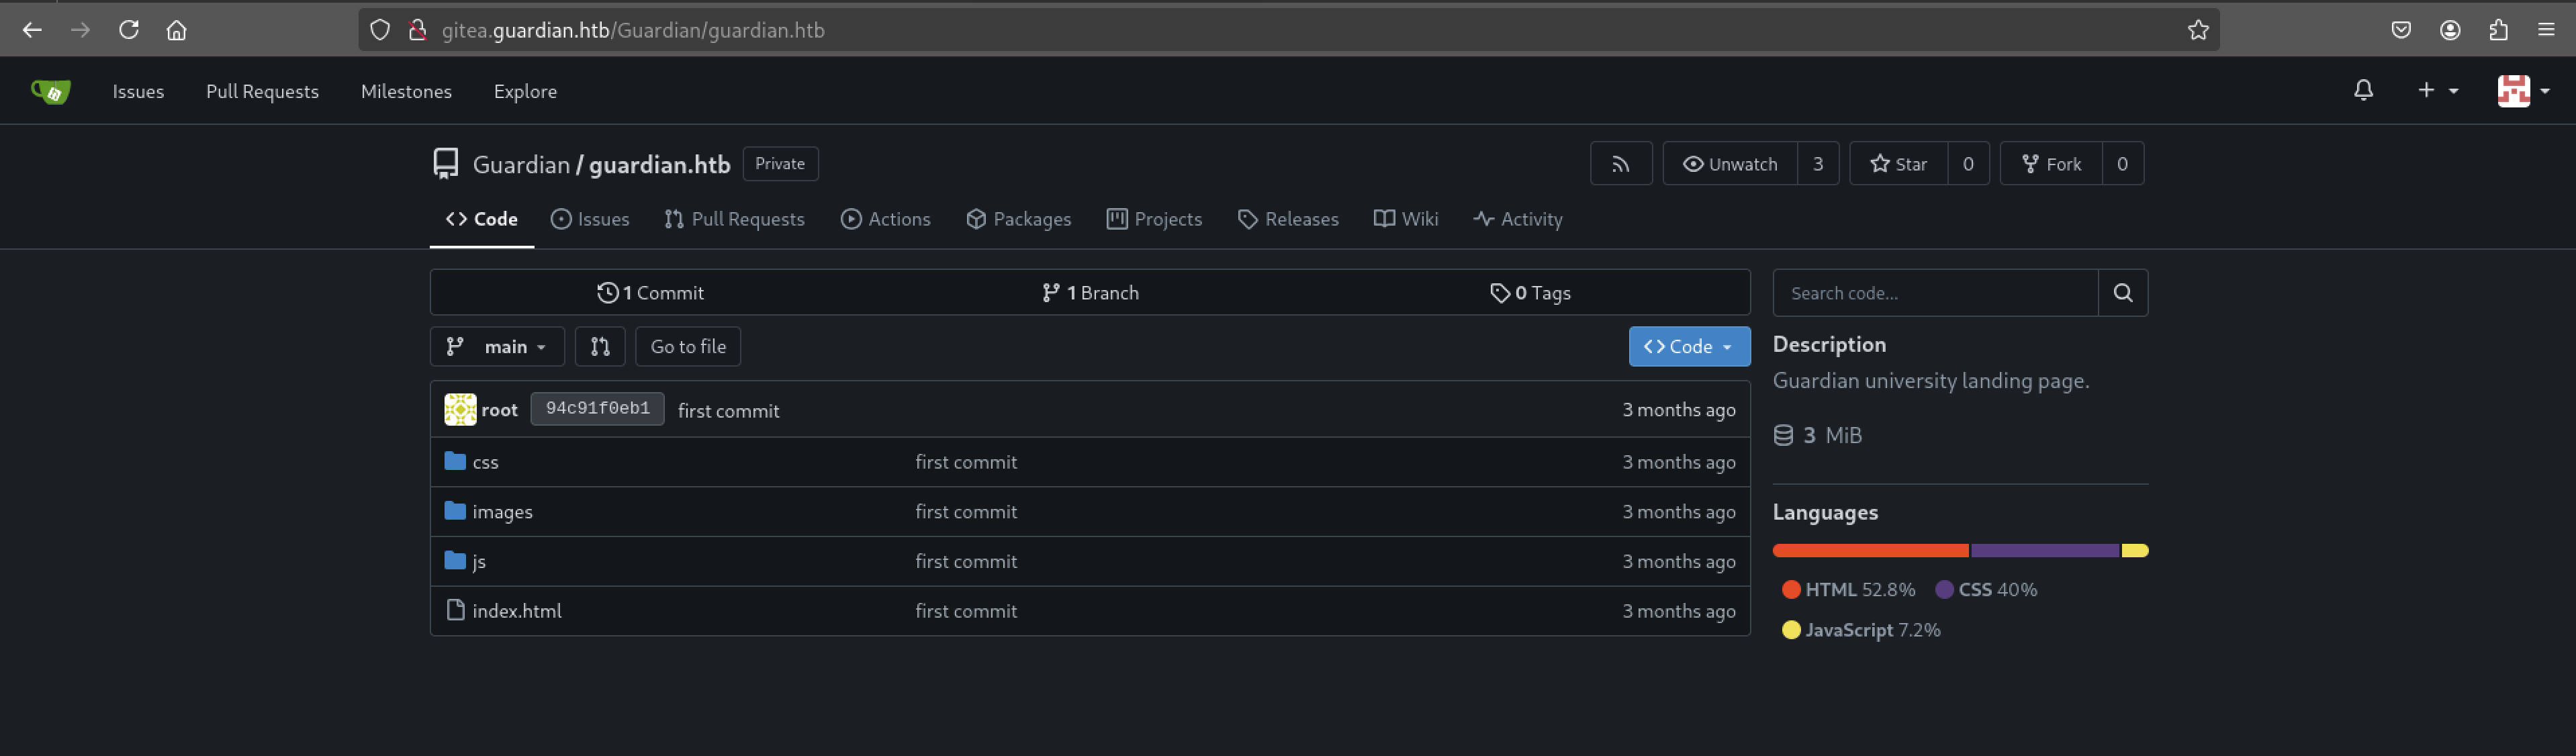 gitea.guardian.htb/Guardian/guardian.htb
Issues Pull Requests Milestones Explore
Guardian / guardian.htb Private Unwatch 3 Star 0 Fork 0
Code Issues Pull Requests Actions Packages Projects Releases Wiki Activity
1 Commit 1 Branch 0 Tags
Search code...
main Go to file Code
Description
Guardian university landing page.
root 94c91f0eb1 first commit 3 months ago
3 MiB
css first commit 3 months ago
images first commit 3 months ago
Languages
js first commit 3 months ago
HTML 52.8% CSS 40%
index.html first commit 3 months ago
JavaScript 7.2%